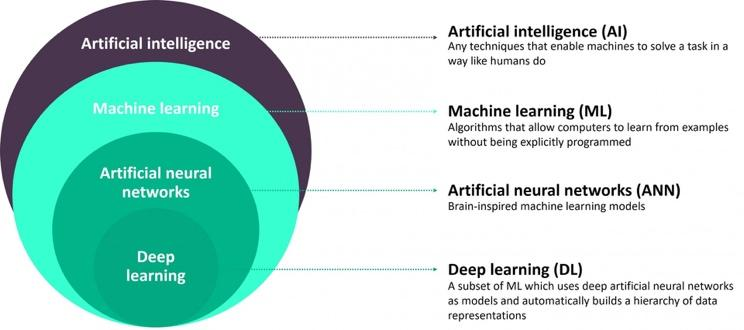 Artificial intelligence
Machine learning
Artificial neural
networks
Deep
learning
Artificial intelligence (AI)
Any techniques that enable machines to solve a task in a
way like humans do
Machine learning (ML)
Algorithms that allow computers to learn from examples
without being explicitly programmed
Artificial neural networks (ANN)
Brain-inspired machine learning models
Deep learning (DL)
A subset of ML which uses deep artificial neural networks
as models and automatically builds a hierarchy of data
representations